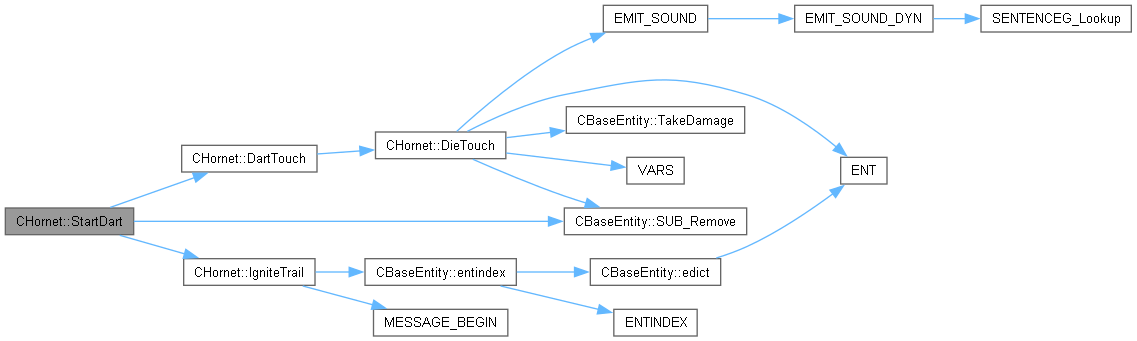 EMIT_SOUND
EMIT_SOUND_DYN
SENTENCEG_Lookup
CBaseEntity::TakeDamage
CHornet::DieTouch
CHornet::DartTouch
VARS
ENT
CHornet::StartDart
CBaseEntity::SUB_Remove
CHornet::IgniteTrail
CBaseEntity::entindex
CBaseEntity::edict
MESSAGE_BEGIN
ENTINDEX